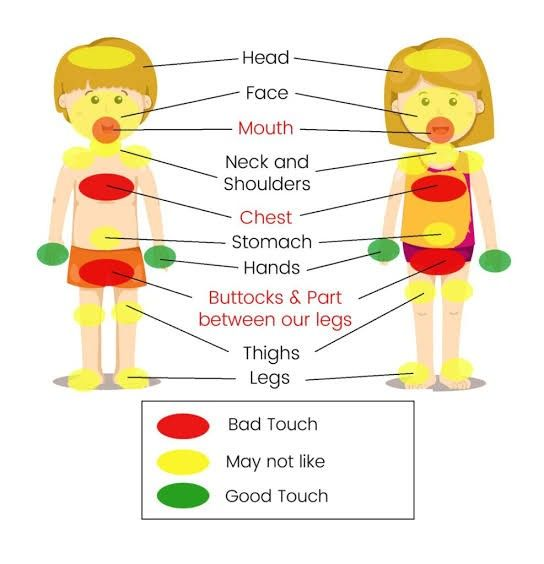 Head
Face
Mouth
Neck and
Shoulders
Chest
Stomach
Hands
Buttocks & Part
between our legs
Thighs
Legs
Bad Touch
May not like
Good Touch